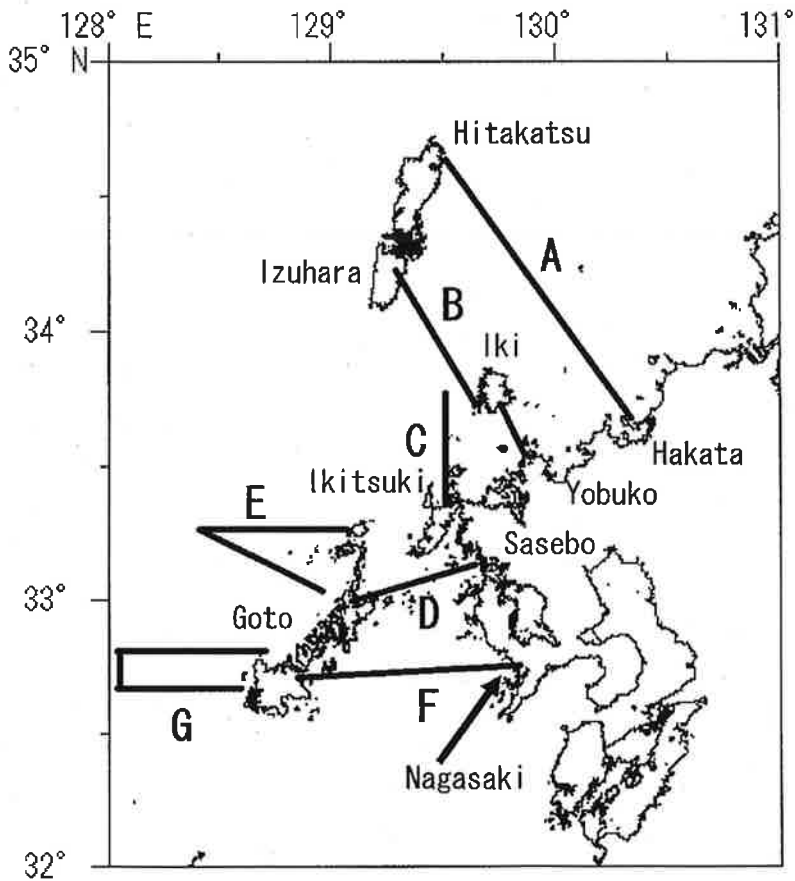 128° E 129° 130° 131°
35° N
Hitakatsu
A
Izuhara
B
34°
Iki
C
Hakata
Ikitsuki
Yobuko
E
Sasebo
33°
Goto
D
F
G
Nagasaki
32°